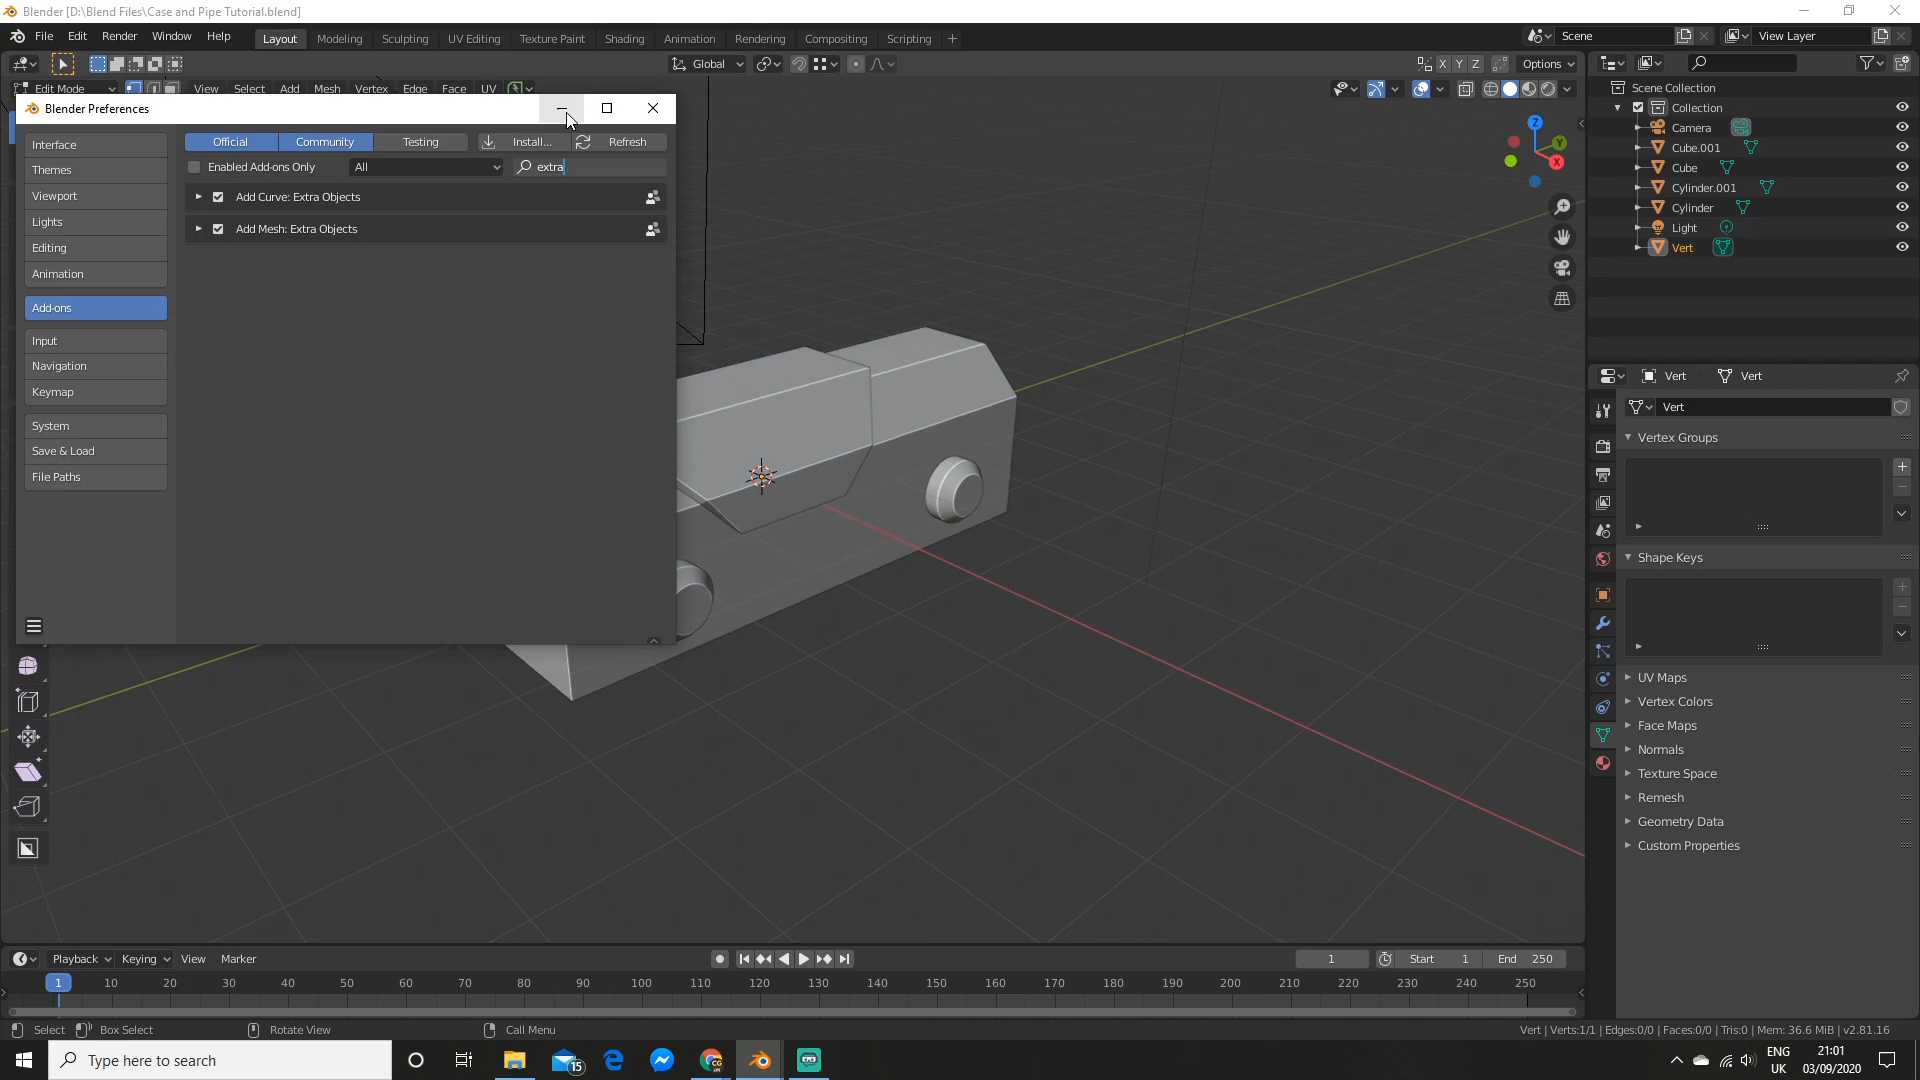 Blender [D:\Blend Files\Case and Pipe Tutorial.blend]
File Edit Render Window Help Layout Modeling Sculpting UV Editing Texture Paint Shading Animation Rendering Compositing Scripting + Scene View Layer
Global X Y Z Options
Edit Mode View Select Add Mesh Vertex Edge Face UV
Blender Preferences
Interface
Themes
Viewport
Lights
Editing
Animation
Add-ons
Input
Navigation
Keymap
System
Save & Load
File Paths
Official Community Testing Install... Refresh
Enabled Add-ons Only All extra
Add Curve: Extra Objects
Add Mesh: Extra Objects
Z Y X
Scene Collection
Collection
Camera
Cube.001
Cube
Cylinder.001
Cylinder
Light
Vert
Vert Vert
Vert
Vertex Groups
Shape Keys
UV Maps
Vertex Colors
Face Maps
Normals
Texture Space
Remesh
Geometry Data
Custom Properties
Playback Keying View Marker 1 Start 1 End 250
1 10 20 30 40 50 60 70 80 90 100 110 120 130 140 150 160 170 180 190 200 210 220 230 240 250
Select Box Select Rotate View Call Menu Vert | Verts:1/1 | Edges:0/0 | Faces:0/0 | Tris:0 | Mem: 36.6 MiB | v2.81.16
Type here to search 15 ENG 21:01
UK 03/09/2020